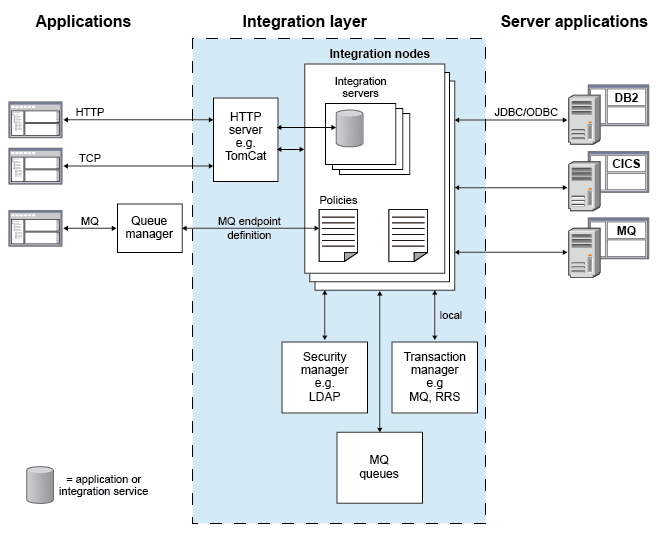 Applications
Integration layer
Server applications
Integration nodes
Integration
servers
HTTP
HTTP
server
e.g.
TomCat
TCP
JDBC/ODBC
DB2
CICS
MQ
MQ
Queue
manager
MQ endpoint
definition
Policies
local
Security
manager
e.g.
LDAP
Transaction
manager
e.g
MQ, RRS
MQ
queues
= application or
integration service